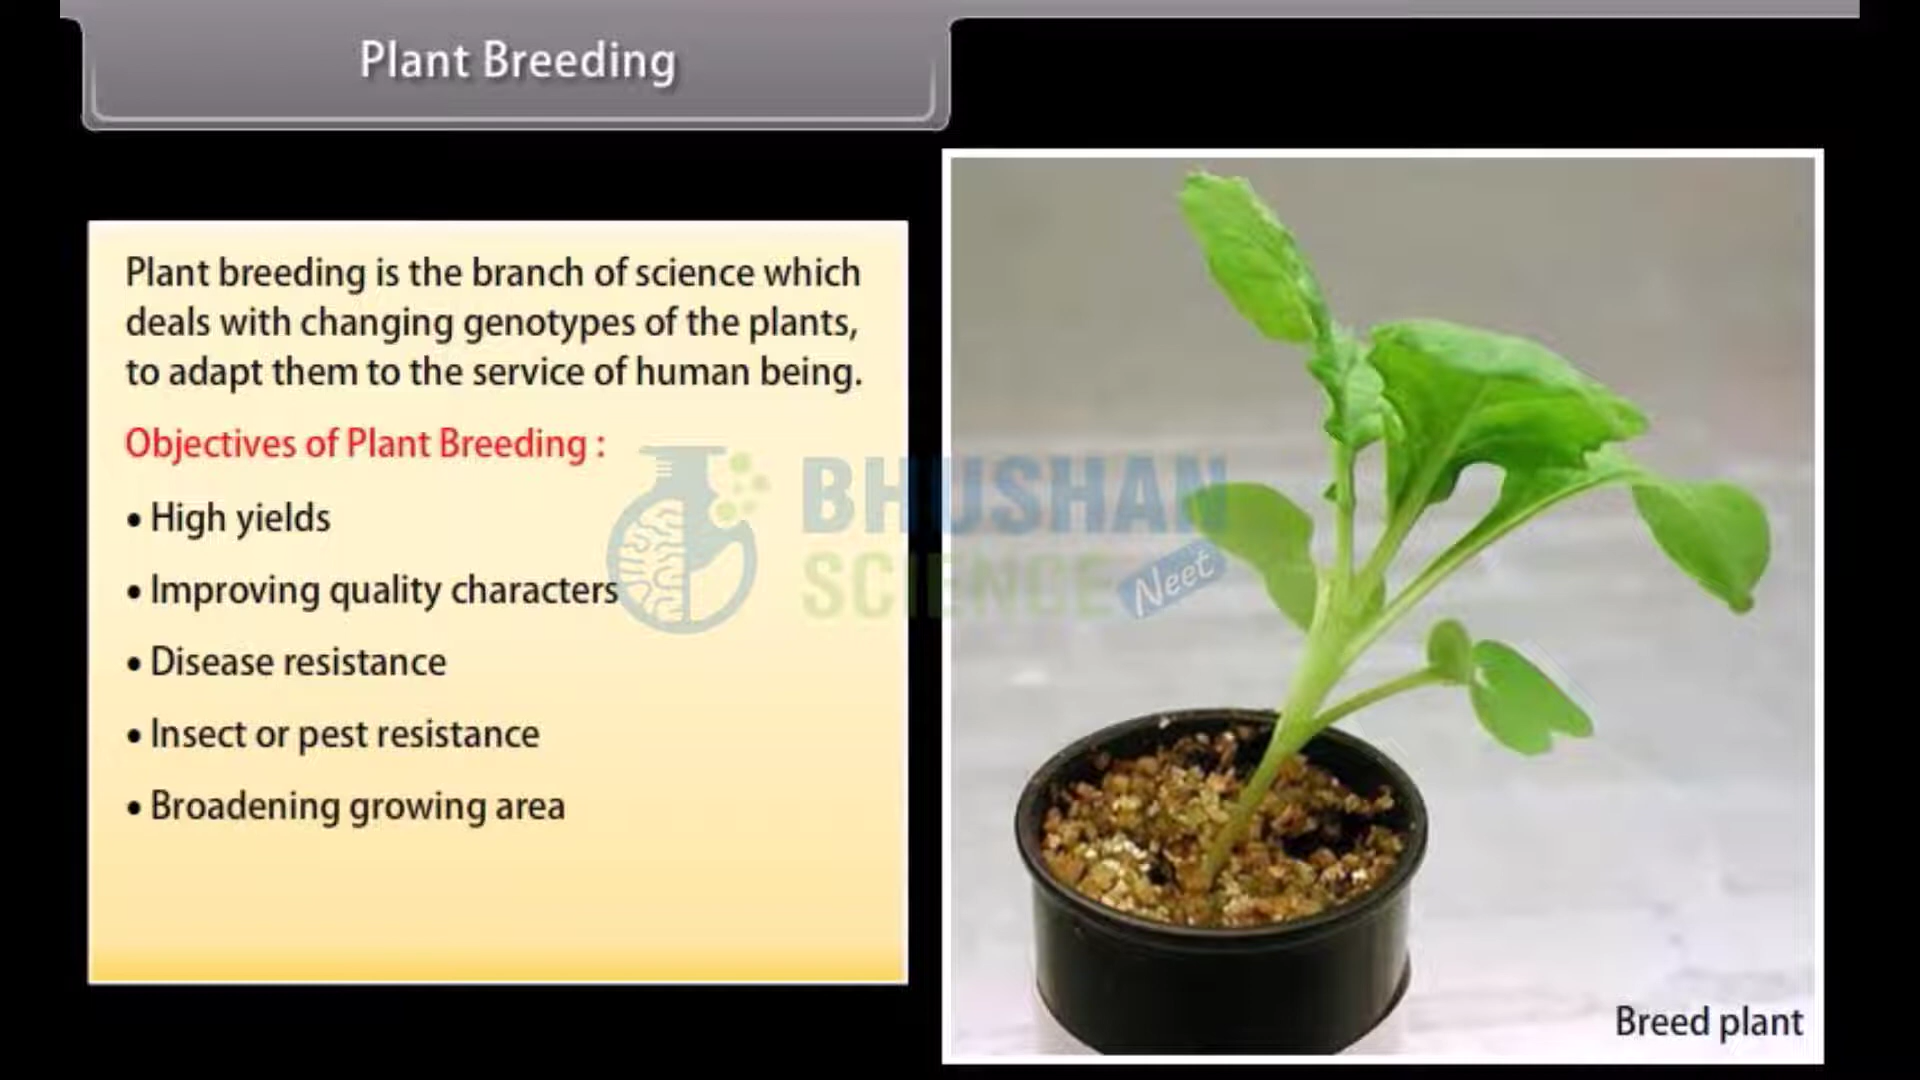 Plant Breeding
Plant breeding is the branch of science which
deals with changing genotypes of the plants,
to adapt them to the service of human being.
Objectives of Plant Breeding :
• High yields
• Improving quality characters
• Disease resistance
• Insect or pest resistance
• Broadening growing area
BHUSHAN
SCIENCE Neet
Breed plant